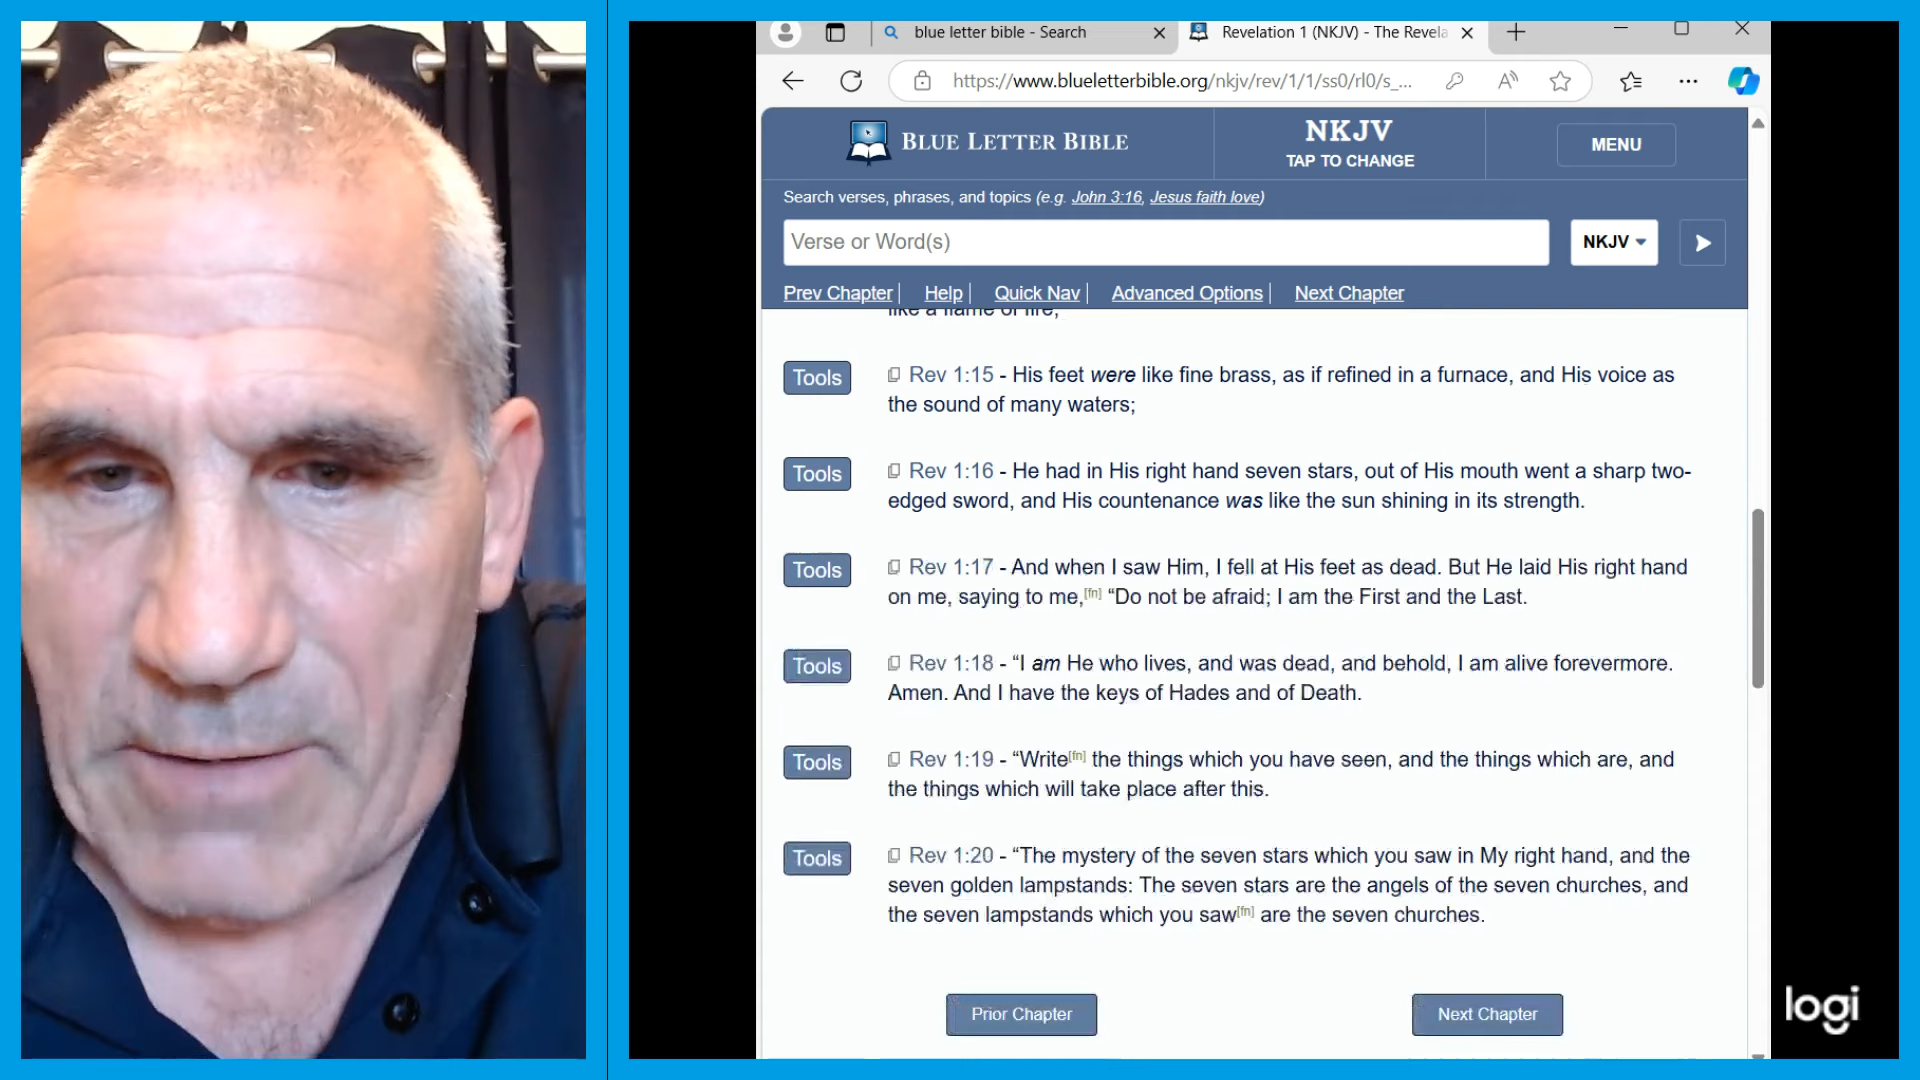 blue letter bible - Search
Revelation 1 (NKJV) - The Revela
https://www.blueletterbible.org/nkjv/rev/1/1/ss0/rl0/s_...
BLUE LETTER BIBLE
NKJV
TAP TO CHANGE
MENU
Search verses, phrases, and topics (e.g. John 3:16, Jesus faith love)
Verse or Word(s)
NKJV
Prev Chapter | Help | Quick Nav | Advanced Options | Next Chapter
like a flame of fire;
Tools
Rev 1:15 - His feet were like fine brass, as if refined in a furnace, and His voice as
the sound of many waters;
Tools
Rev 1:16 - He had in His right hand seven stars, out of His mouth went a sharp two-
edged sword, and His countenance was like the sun shining in its strength.
Tools
Rev 1:17 - And when I saw Him, I fell at His feet as dead. But He laid His right hand
on me, saying to me,[fn] “Do not be afraid; I am the First and the Last.
Tools
Rev 1:18 - “I am He who lives, and was dead, and behold, I am alive forevermore.
Amen. And I have the keys of Hades and of Death.
Tools
Rev 1:19 - “Write[fn] the things which you have seen, and the things which are, and
the things which will take place after this.
Tools
Rev 1:20 - “The mystery of the seven stars which you saw in My right hand, and the
seven golden lampstands: The seven stars are the angels of the seven churches, and
the seven lampstands which you saw[fn] are the seven churches.
Prior Chapter
Next Chapter
logi